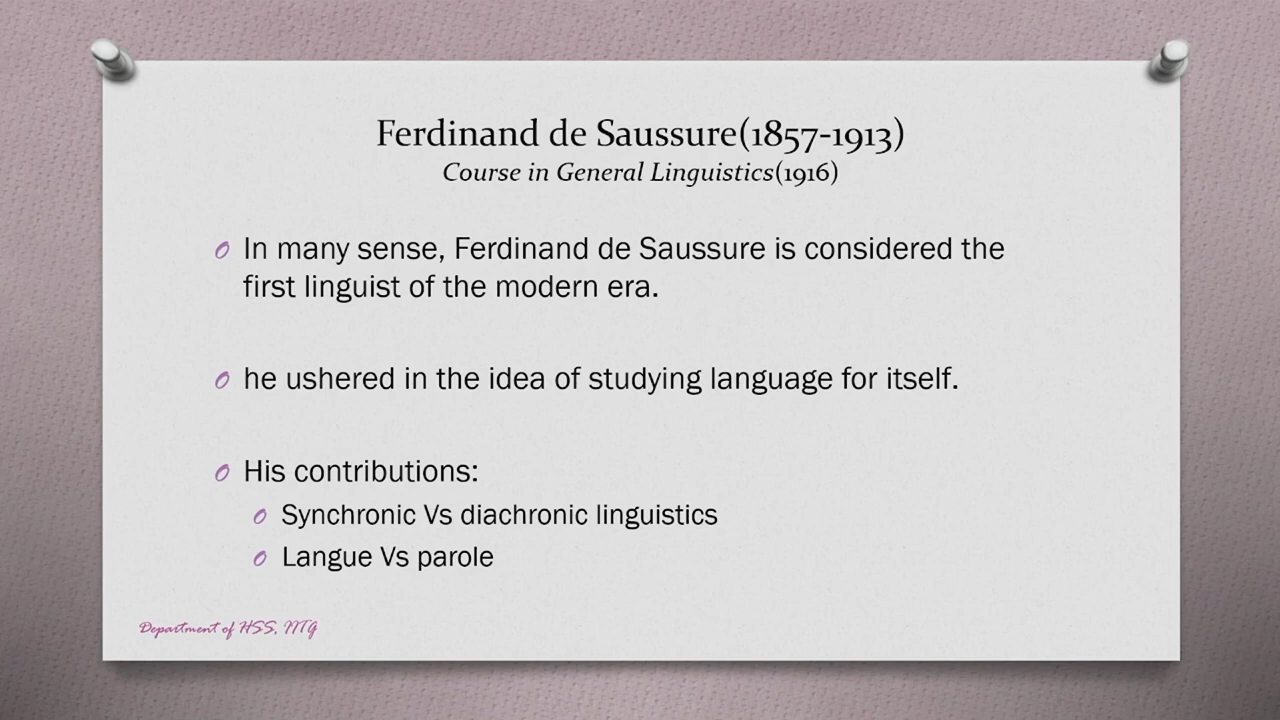 Ferdinand de Saussure(1857-1913)
Course in General Linguistics(1916)
In many sense, Ferdinand de Saussure is considered the
first linguist of the modern era.
he ushered in the idea of studying language for itself.
His contributions:
Synchronic Vs diachronic linguistics
Langue Vs parole
Department of HSS, IITG